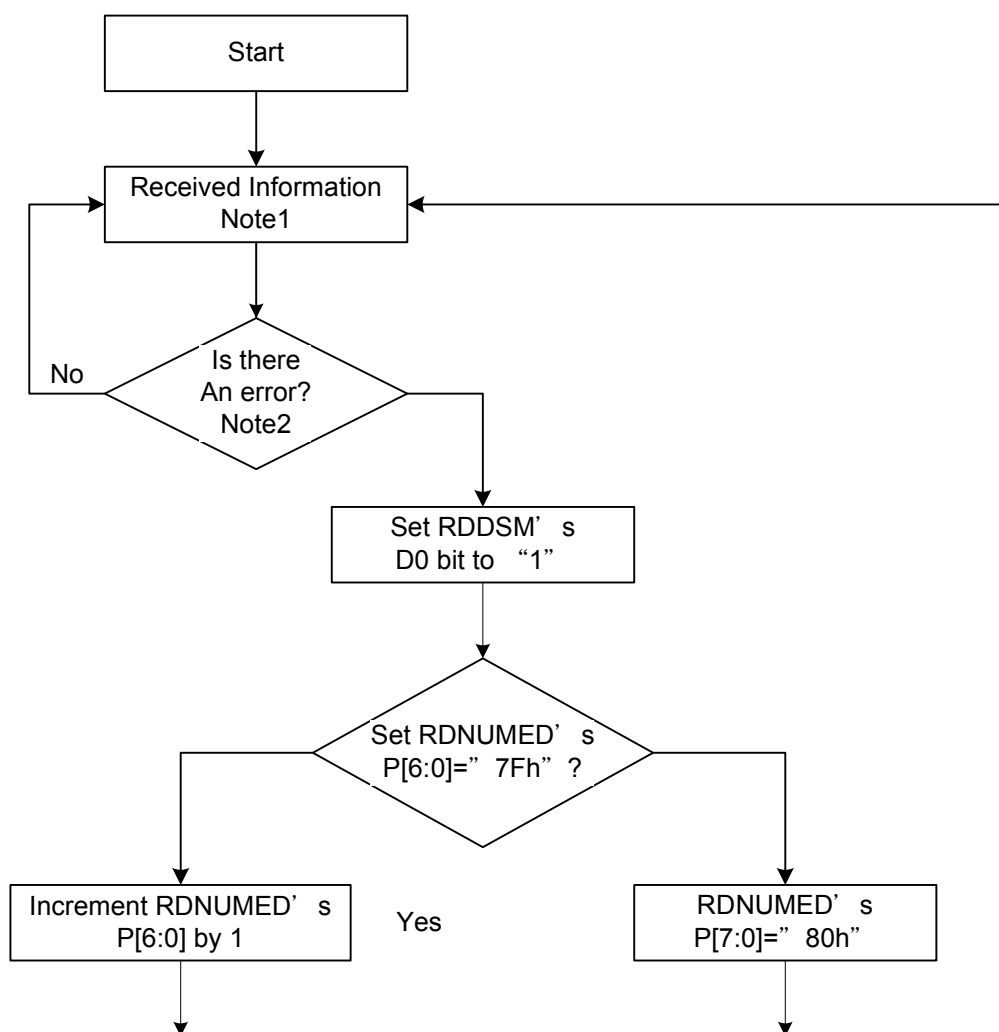 Start
Received Information
Note1
Is there
An error?
Note2
No
Set RDDSM’ s
D0 bit to “1”
Set RDNUMED’ s
P[6:0]=” 7Fh” ?
Increment RDNUMED’ s
P[6:0] by 1
Yes
RDNUMED’ s
P[7:0]=” 80h”